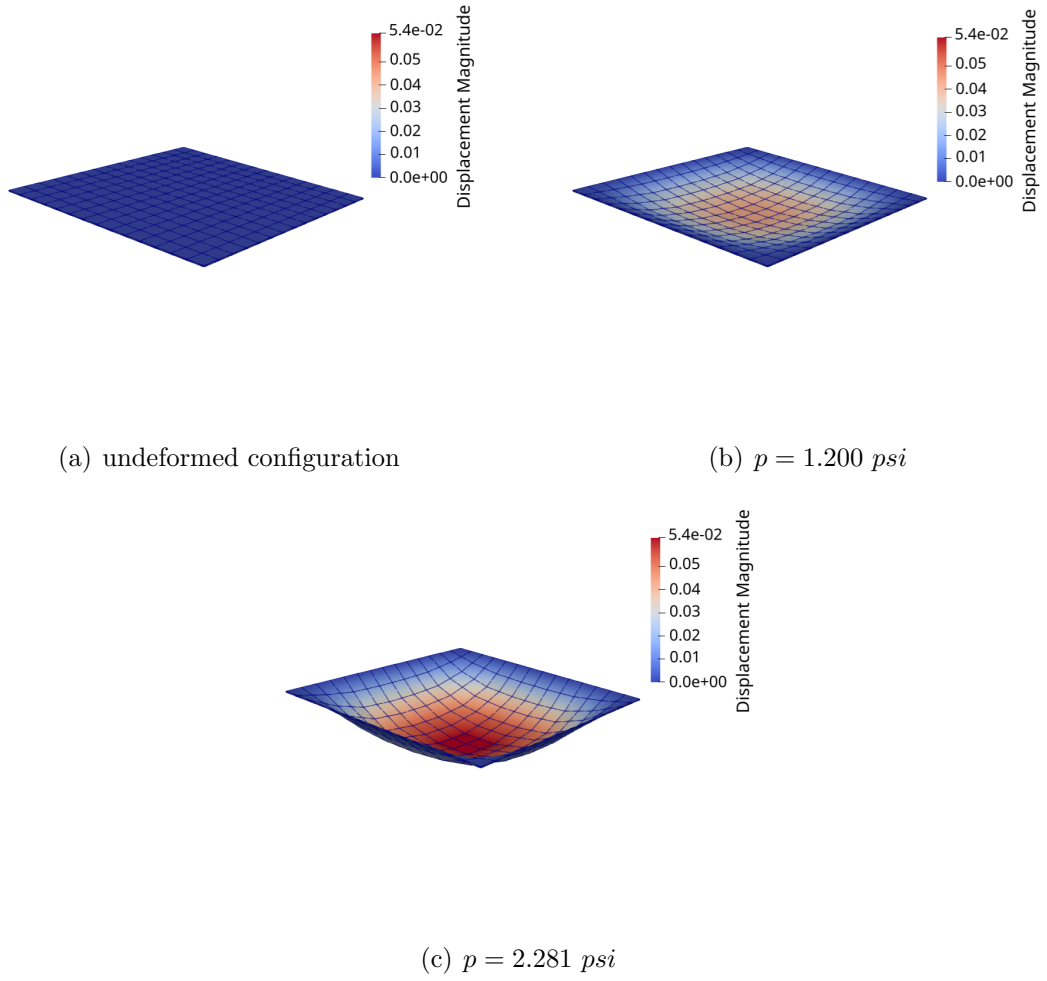 5.4e-02
0.05
0.04
0.03
0.02
0.01
0.0e+00
Displacement Magnitude
5.4e-02
0.05
0.04
0.03
0.02
0.01
0.0e+00
Displacement Magnitude
(a) undeformed configuration
(b) p = 1.200 psi
5.4e-02
0.05
0.04
0.03
0.02
0.01
0.0e+00
Displacement Magnitude
(c) p = 2.281 psi